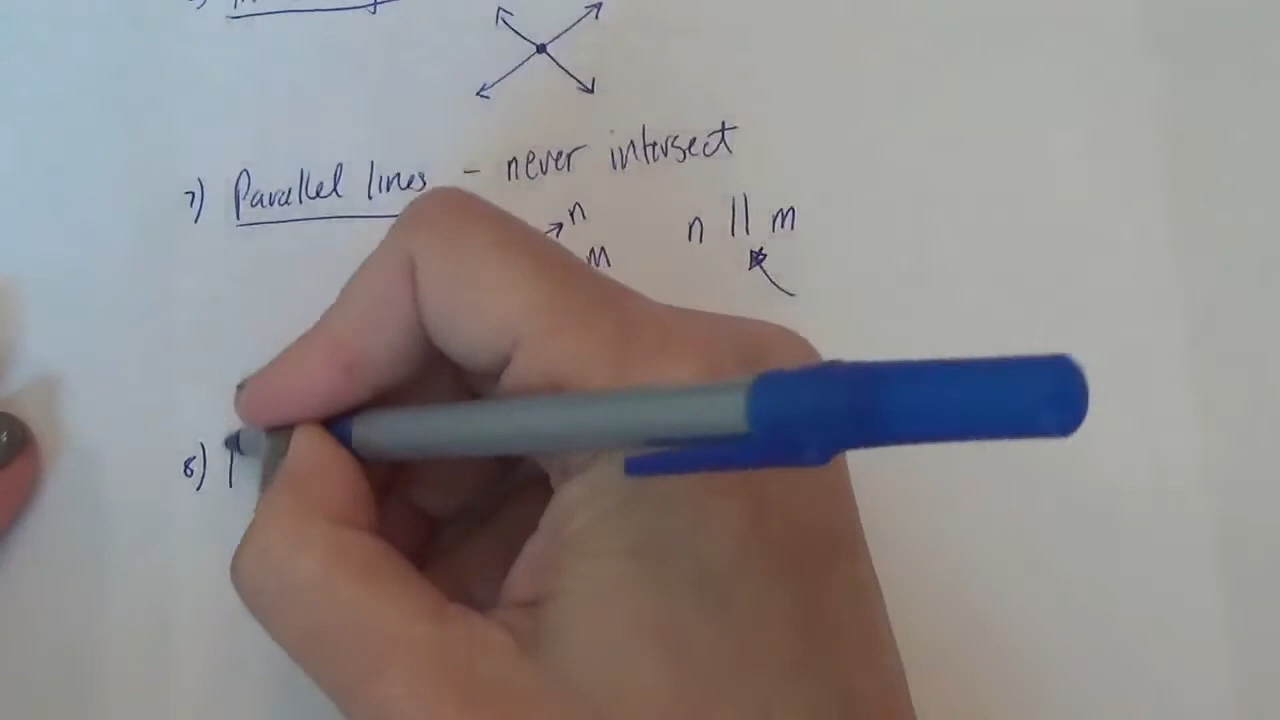 7) Parallel lines - never intersect
n n || m
m
8)